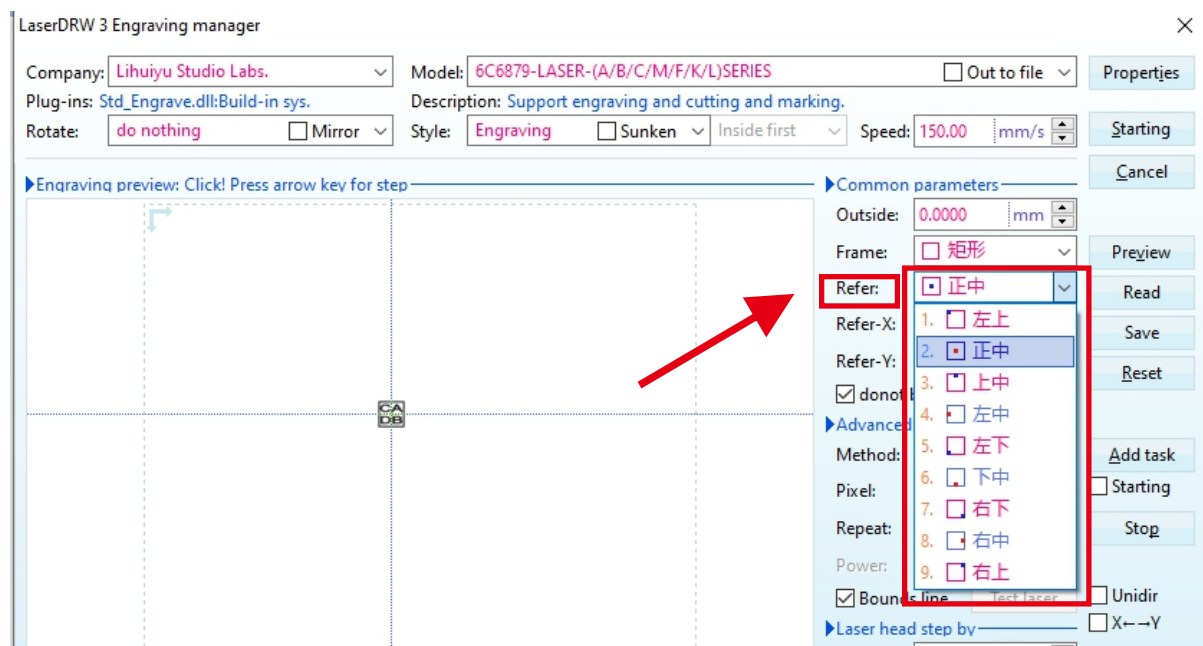 LaserDRW 3 Engraving manager
Company: Lihuiyu Studio Labs. Model: 6C6879-LASER-(A/B/C/M/F/K/L)SERIES Out to file Properties
Plug-ins: Std_Engrave.dll:Build-in sys. Description: Support engraving and cutting and marking.
Rotate: do nothing Mirror Style: Engraving Sunken Inside first Speed: 150.00 mm/s Starting
Cancel
Engraving preview: Click! Press arrow key for step
Common parameters
Outside: 0.0000 mm
Frame: 矩形 Preview
Refer: 正中 Read
Refer-X: 1. 左上 Save
2. 正中
Refer-Y: Reset
3. 上中
donot
4. 左中
CA
DB
Advanced
5. 左下
Method: Add task
6. 下中
Pixel: Starting
7. 右下
Repeat: Stop
8. 右中
Power: 9. 右上
Bounds line Test laser Unidir
Laser head step by X←→Y